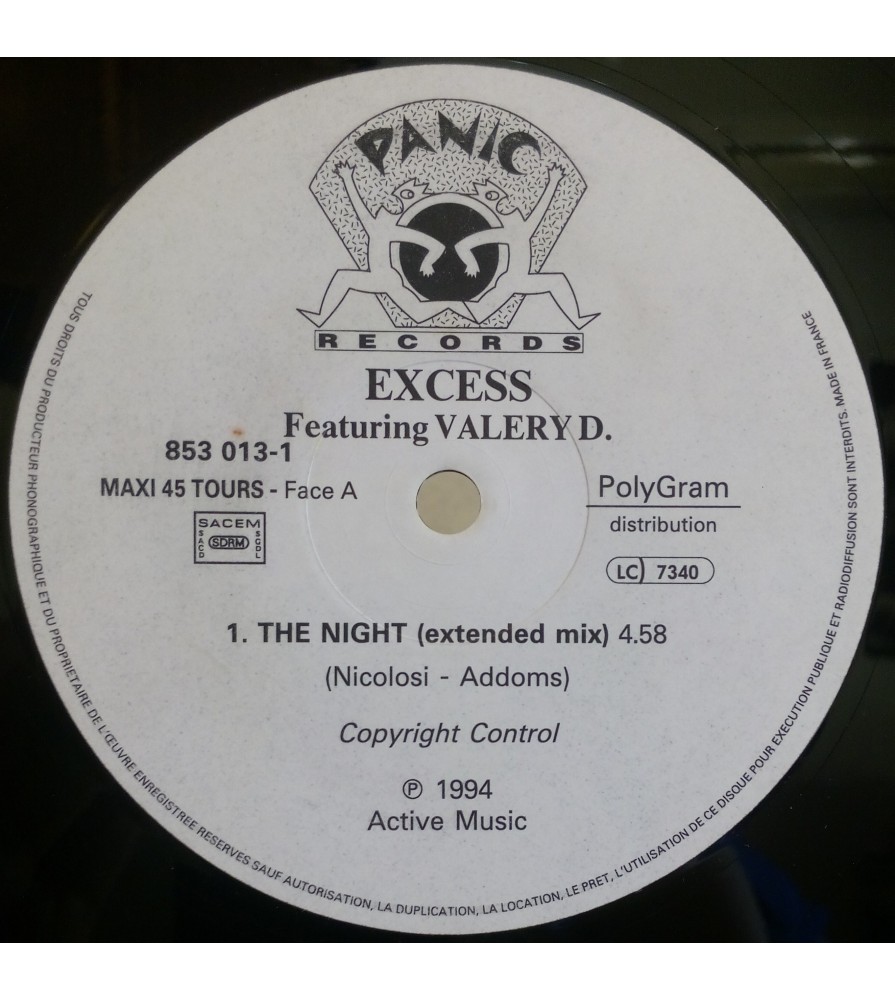 PANIC
RECORDS
EXCESS
Featuring VALERY D.
853 013-1
MAXI 45 TOURS - Face A
SACEM
SACD
SDRM
SGDL
PolyGram
distribution
LC 7340
1. THE NIGHT (extended mix) 4.58
(Nicolosi - Addoms)
Copyright Control
℗ 1994
Active Music
TOUS DROITS DU PRODUCTEUR PHONOGRAPHIQUE ET DU PROPRIETAIRE DE L'ŒUVRE ENREGISTREE RESERVES SAUF AUTORISATION, LA DUPLICATION, LA LOCATION, LE PRET, L'UTILISATION DE CE DISQUE POUR EXECUTION PUBLIQUE ET RADIODIFFUSION SONT INTERDITS. MADE IN FRANCE